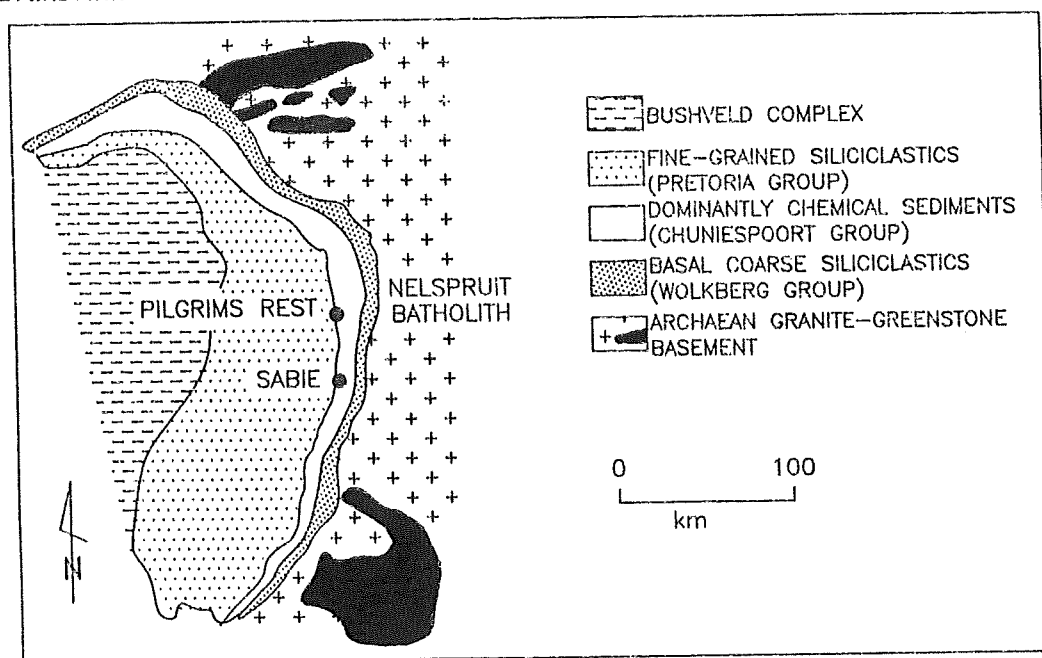 PILGRIMS REST
SABIE
NELSPRUIT
BATHOLITH
N
BUSHVELD COMPLEX
FINE-GRAINED SILICICLASTICS
(PRETORIA GROUP)
DOMINANTLY CHEMICAL SEDIMENTS
(CHUNIESPOORT GROUP)
BASAL COARSE SILICICLASTICS
(WOLKBERG GROUP)
ARCHAEAN GRANITE-GREENSTONE
BASEMENT
0 100
km